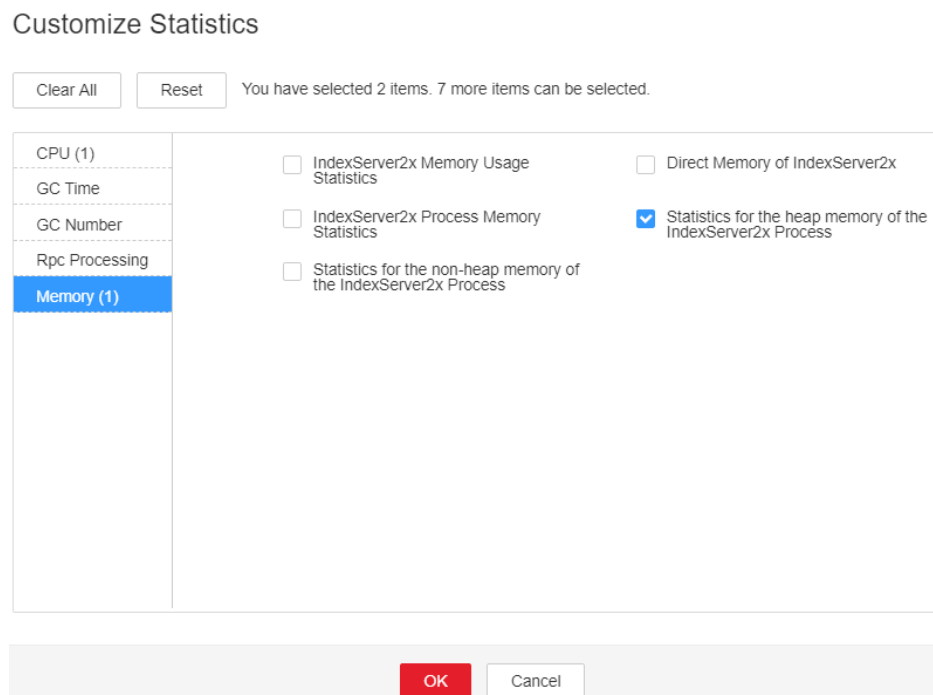 Customize Statistics
Clear All
Reset
You have selected 2 items. 7 more items can be selected.
CPU (1)
GC Time
GC Number
Rpc Processing
Memory (1)
IndexServer2x Memory Usage
Statistics
Direct Memory of IndexServer2x
IndexServer2x Process Memory
Statistics
Statistics for the heap memory of the
IndexServer2x Process
Statistics for the non-heap memory of
the IndexServer2x Process
OK
Cancel